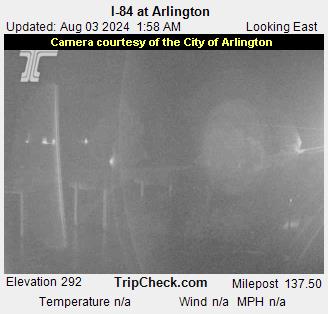 I-84 at Arlington
Updated: Aug 03 2024 1:58 AM Looking East
Camera courtesy of the City of Arlington
Elevation 292 TripCheck.com Milepost 137.50
Temperature n/a Wind n/a MPH n/a